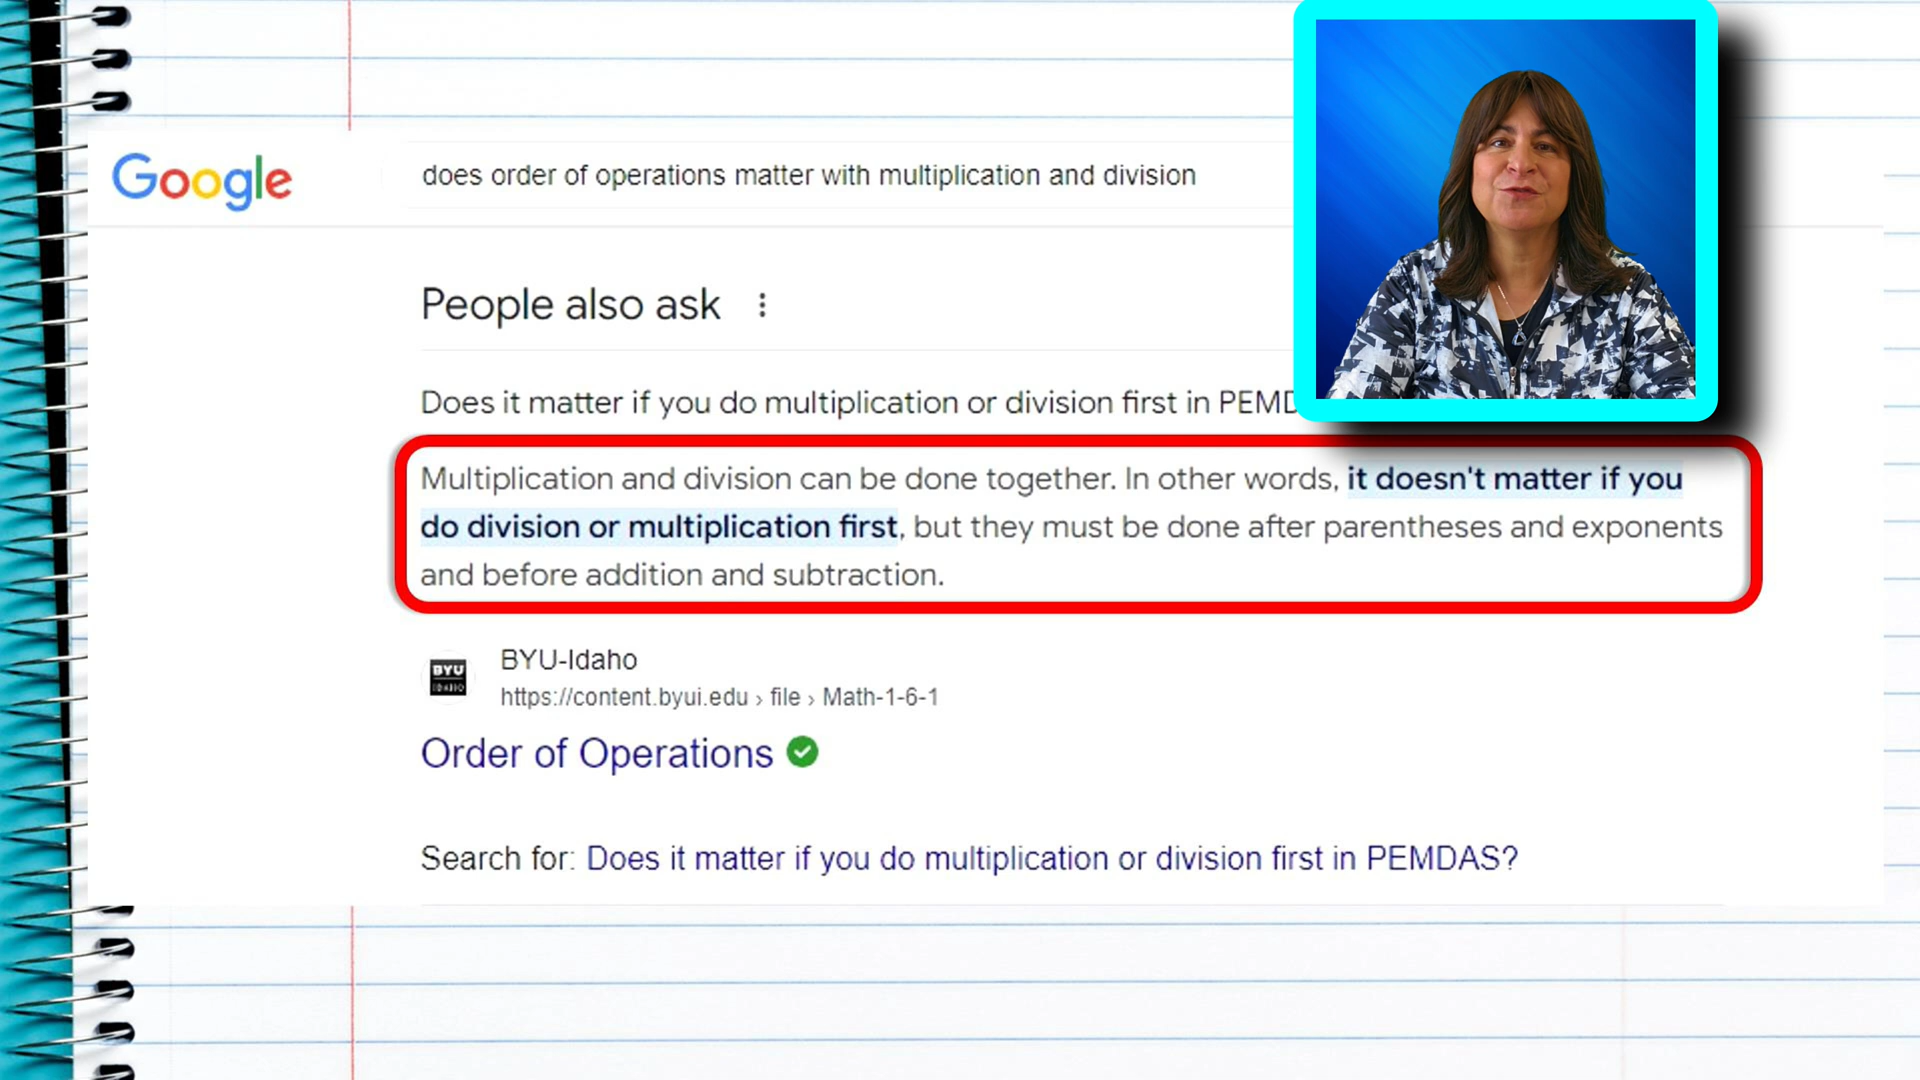 Google
does order of operations matter with multiplication and division
People also ask
Does it matter if you do multiplication or division first in PEMD
Multiplication and division can be done together. In other words, it doesn't matter if you
do division or multiplication first, but they must be done after parentheses and exponents
and before addition and subtraction.
BYU
IDAHO
BYU-Idaho
https://content.byui.edu › file › Math-1-6-1
Order of Operations
Search for: Does it matter if you do multiplication or division first in PEMDAS?